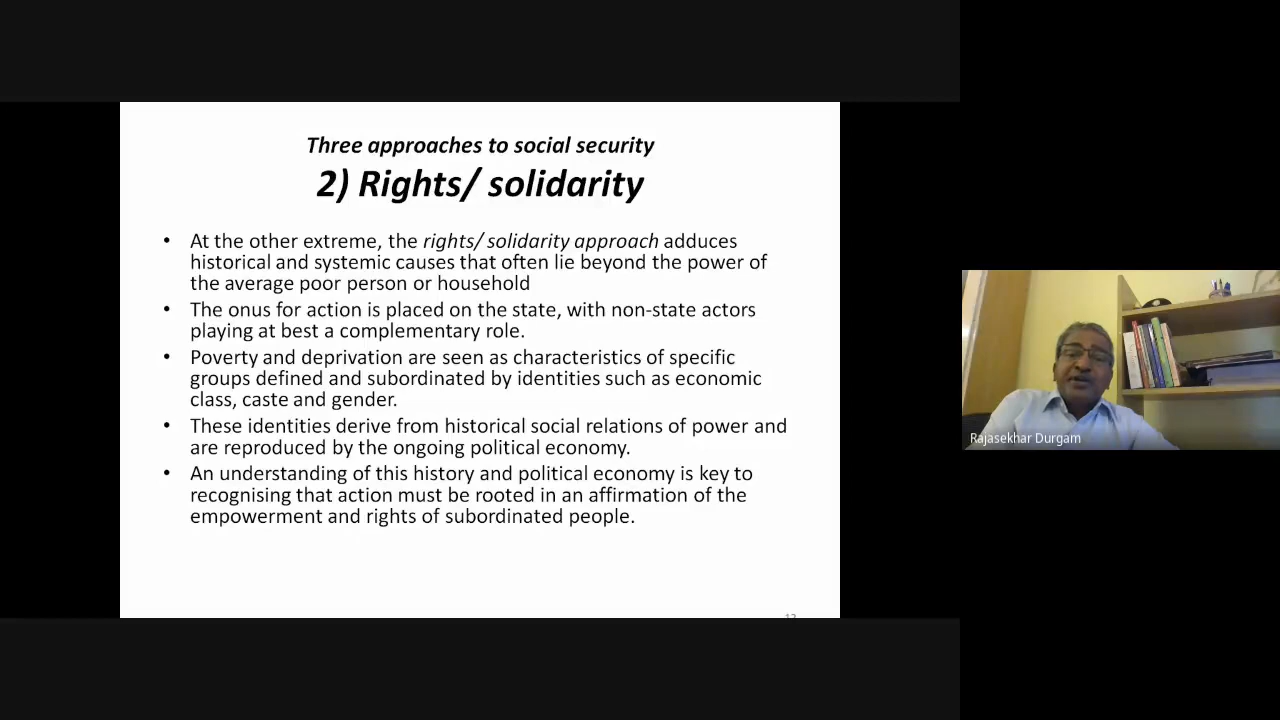 Three approaches to social security
2) Rights/ solidarity
• At the other extreme, the rights/ solidarity approach adduces
historical and systemic causes that often lie beyond the power of
the average poor person or household
• The onus for action is placed on the state, with non-state actors
playing at best a complementary role.
• Poverty and deprivation are seen as characteristics of specific
groups defined and subordinated by identities such as economic
class, caste and gender.
• These identities derive from historical social relations of power and
are reproduced by the ongoing political economy.
• An understanding of this history and political economy is key to
recognising that action must be rooted in an affirmation of the
empowerment and rights of subordinated people.
Rajasekhar Durgam